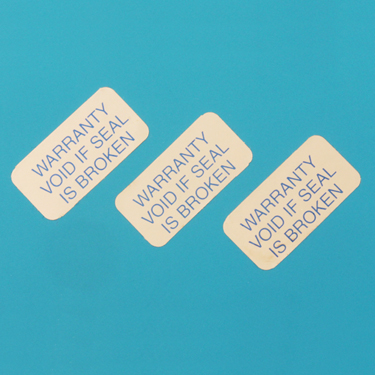 WARRANTY
VOID IF SEAL
IS BROKEN
WARRANTY
VOID IF SEAL
IS BROKEN
WARRANTY
VOID IF SEAL
IS BROKEN